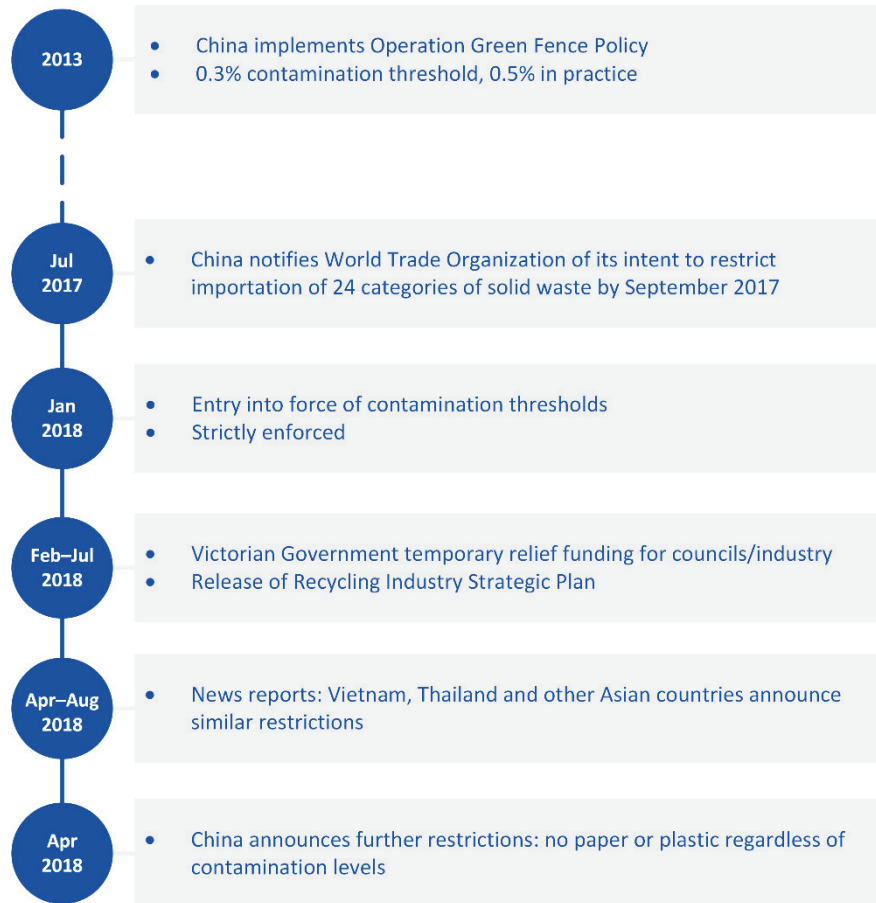 2013
• China implements Operation Green Fence Policy
• 0.3% contamination threshold, 0.5% in practice
Jul
2017
• China notifies World Trade Organization of its intent to restrict
importation of 24 categories of solid waste by September 2017
Jan
2018
• Entry into force of contamination thresholds
• Strictly enforced
Feb–Jul
2018
• Victorian Government temporary relief funding for councils/industry
• Release of Recycling Industry Strategic Plan
Apr–Aug
2018
• News reports: Vietnam, Thailand and other Asian countries announce
similar restrictions
Apr
2018
• China announces further restrictions: no paper or plastic regardless of
contamination levels